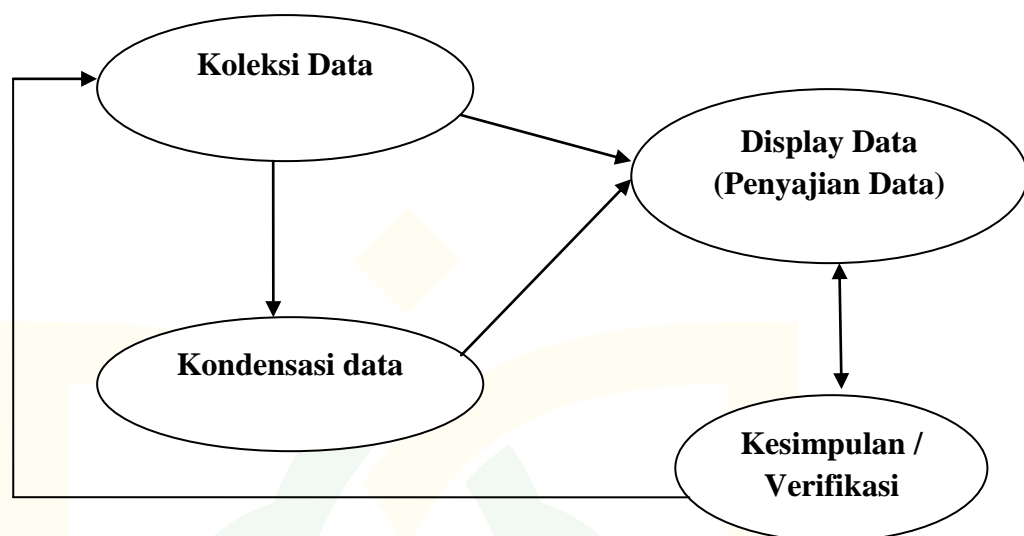 Koleksi Data
Display Data
(Penyajian Data)
Kondensasi data
Kesimpulan /
Verifikasi